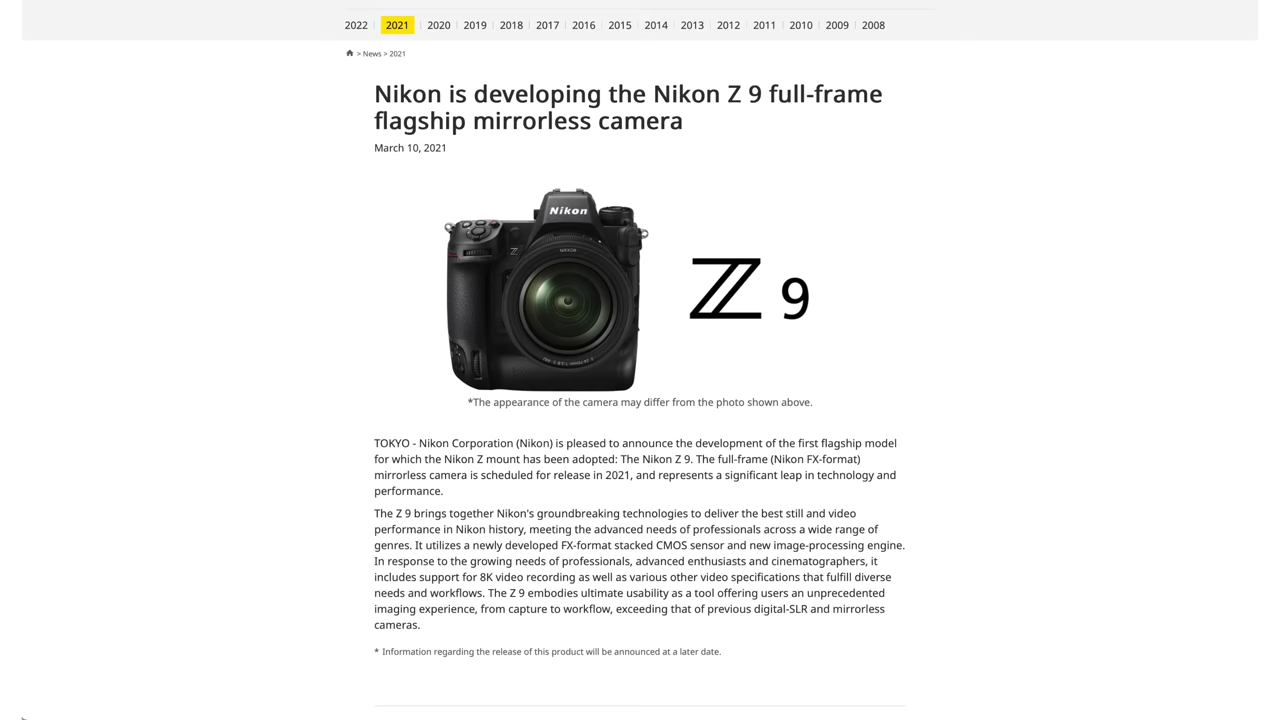 2022 | 2021 | 2020 | 2019 | 2018 | 2017 | 2016 | 2015 | 2014 | 2013 | 2012 | 2011 | 2010 | 2009 | 2008
> News > 2021
Nikon is developing the Nikon Z 9 full-frame
flagship mirrorless camera
March 10, 2021
Nikon
Z
NIKKOR
Z 9
*The appearance of the camera may differ from the photo shown above.
TOKYO - Nikon Corporation (Nikon) is pleased to announce the development of the first flagship model
for which the Nikon Z mount has been adopted: The Nikon Z 9. The full-frame (Nikon FX-format)
mirrorless camera is scheduled for release in 2021, and represents a significant leap in technology and
performance.
The Z 9 brings together Nikon's groundbreaking technologies to deliver the best still and video
performance in Nikon history, meeting the advanced needs of professionals across a wide range of
genres. It utilizes a newly developed FX-format stacked CMOS sensor and new image-processing engine.
In response to the growing needs of professionals, advanced enthusiasts and cinematographers, it
includes support for 8K video recording as well as various other video specifications that fulfill diverse
needs and workflows. The Z 9 embodies ultimate usability as a tool offering users an unprecedented
imaging experience, from capture to workflow, exceeding that of previous digital-SLR and mirrorless
cameras.
* Information regarding the release of this product will be announced at a later date.